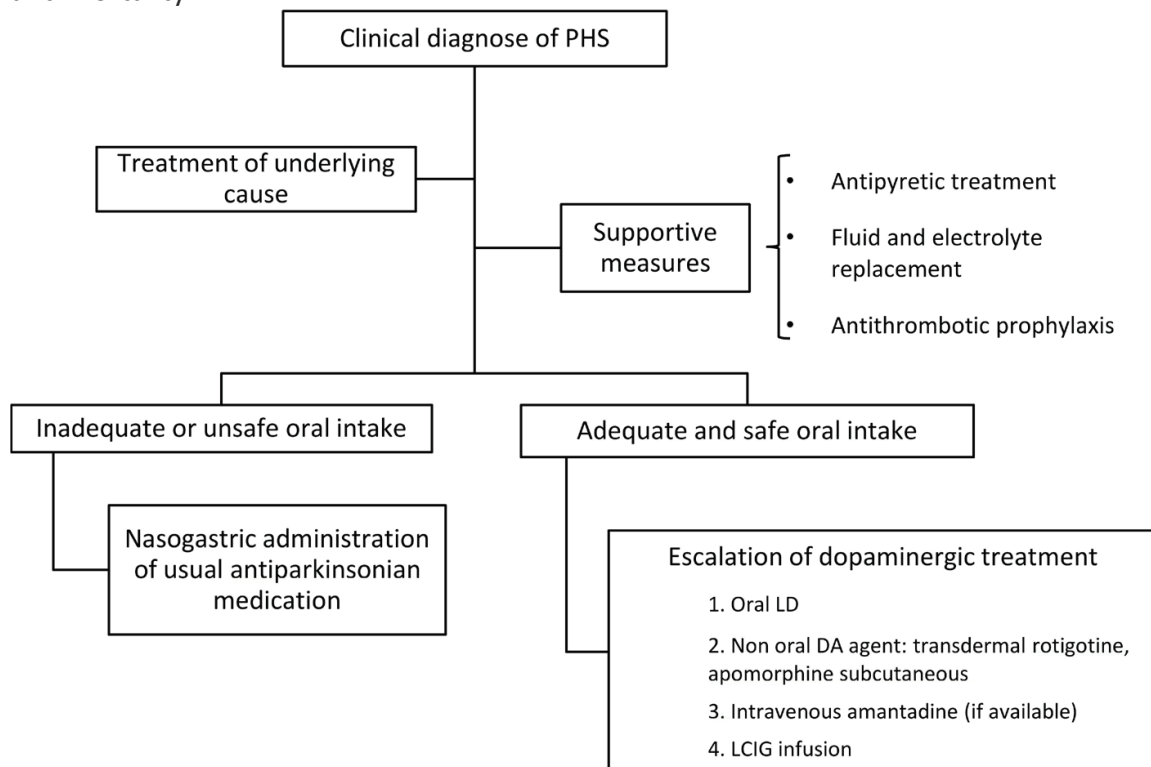 Clinical diagnose of PHS
Treatment of underlying
cause
Supportive
measures
• Antipyretic treatment
• Fluid and electrolyte
replacement
• Antithrombotic prophylaxis
Inadequate or unsafe oral intake
Adequate and safe oral intake
Nasogastric administration
of usual antiparkinsonian
medication
Escalation of dopaminergic treatment
1. Oral LD
2. Non oral DA agent: transdermal rotigotine,
apomorphine subcutaneous
3. Intravenous amantadine (if available)
4. LCIG infusion